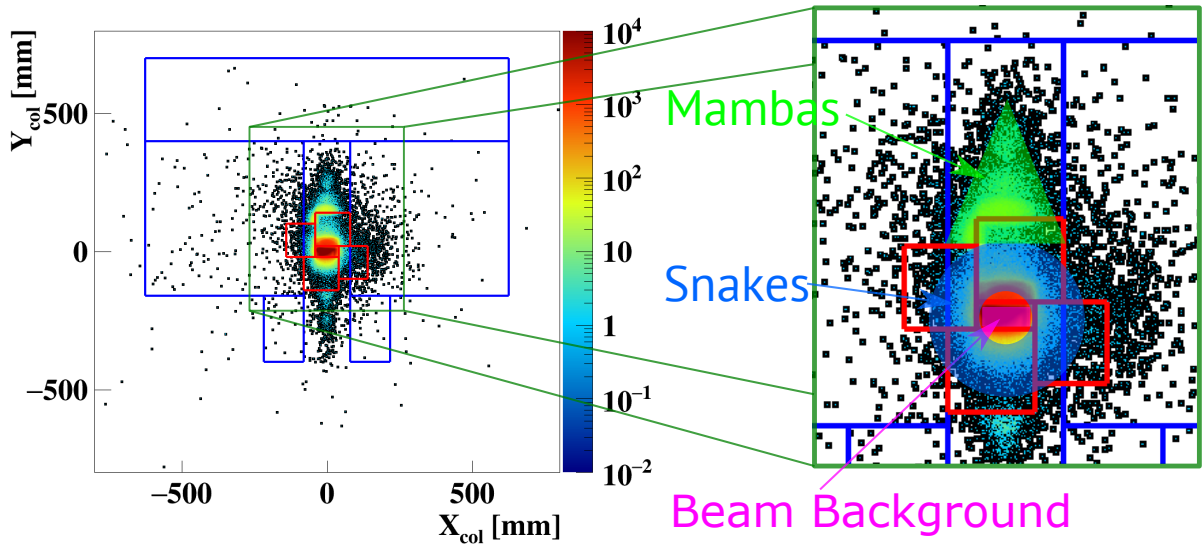 Y_col [mm]
500
0
−500
−500
0
500
X_col [mm]
10^4
10^3
10^2
10
1
10^−1
10^−2
Mambas
Snakes
Beam Background